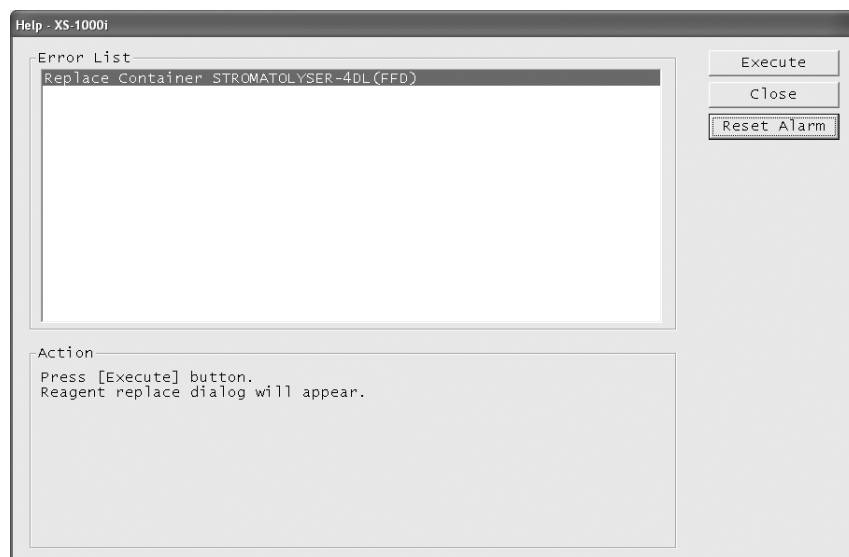 Help - XS-1000i
Error List
Replace Container STROMATOLYSER-4DL(FFD)
Execute
Close
Reset Alarm
Action
Press [Execute] button.
Reagent replace dialog will appear.